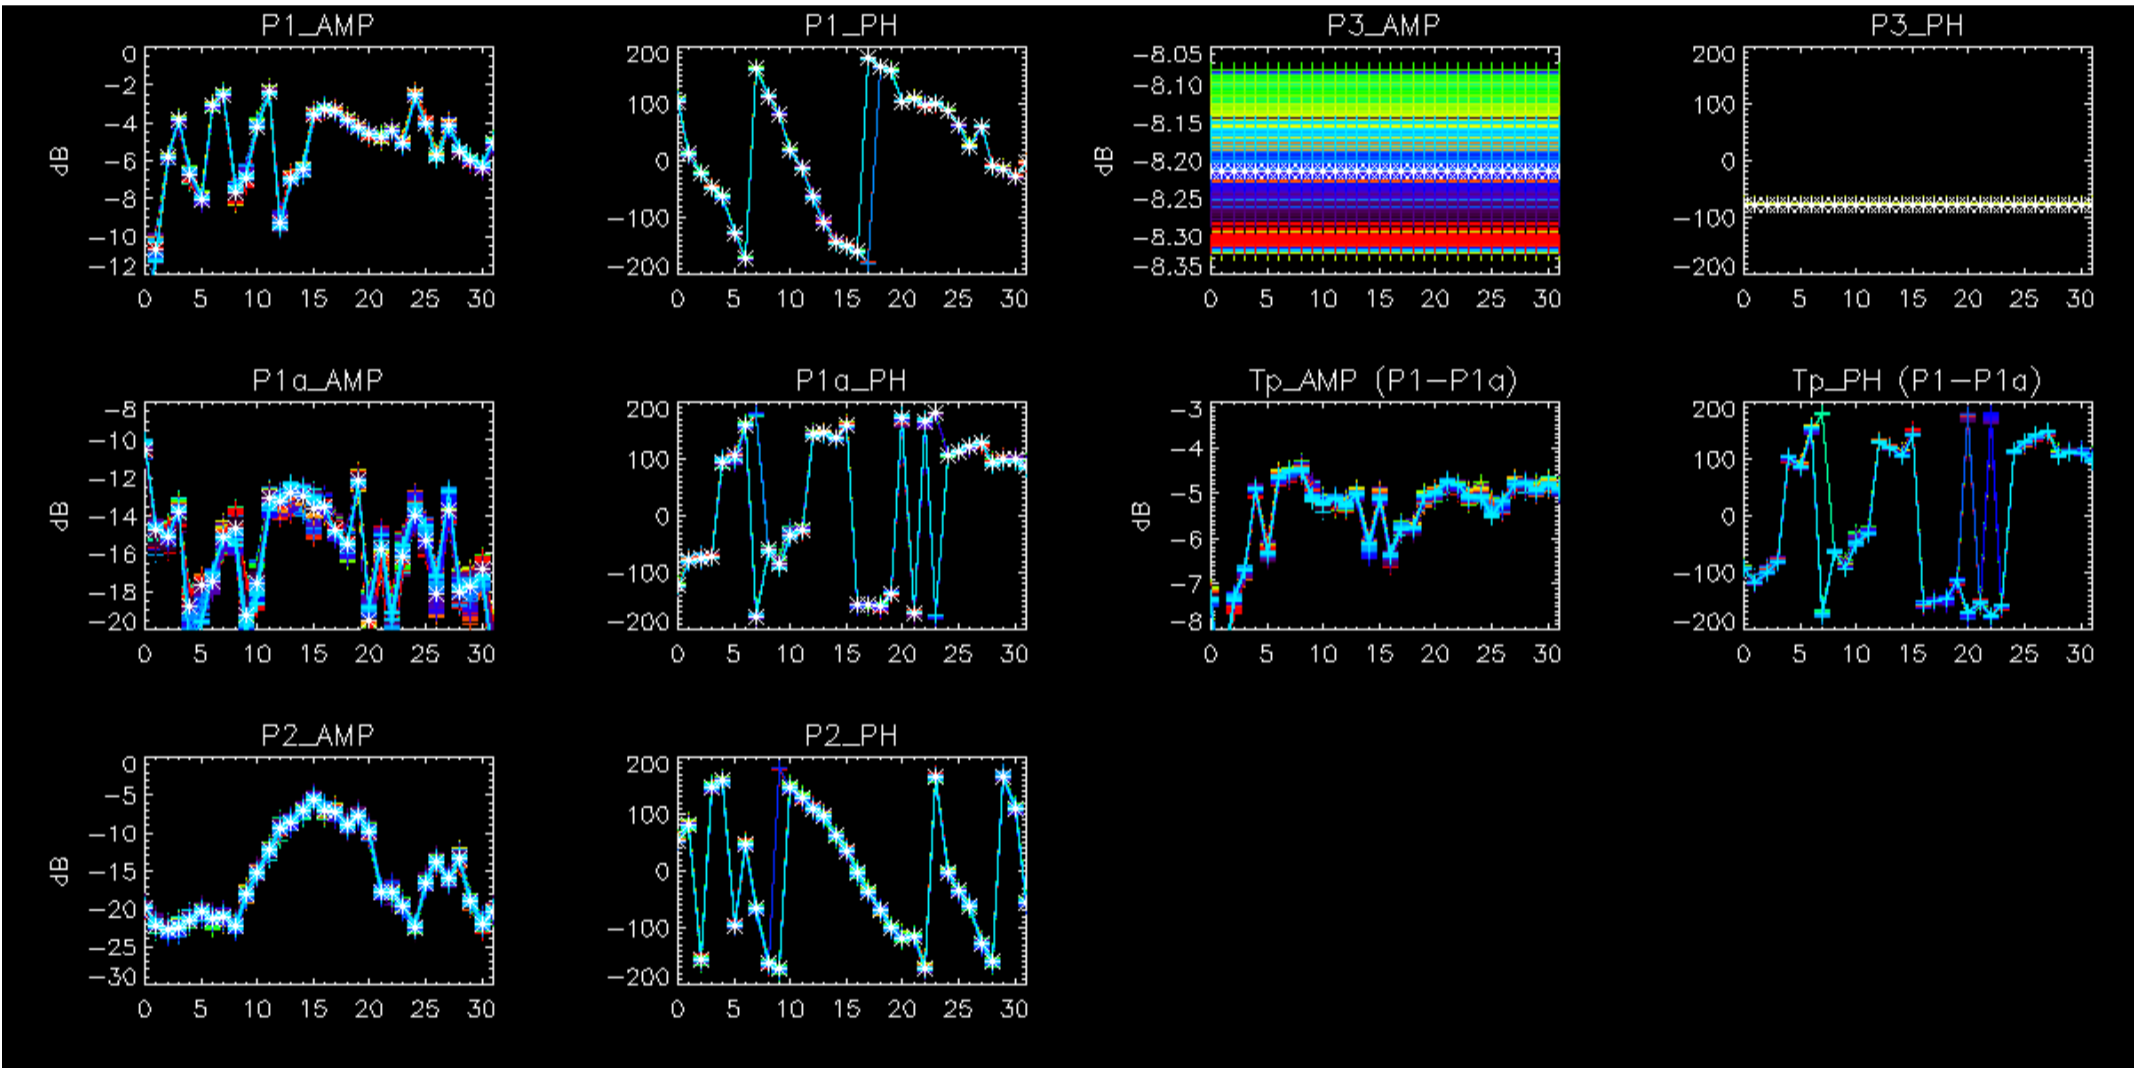 P1_AMP
dB
0
-2
-4
-6
-8
-10
-12
0 5 10 15 20 25 30
P1_PH
200
100
0
-100
-200
0 5 10 15 20 25 30
P3_AMP
dB
-8.05
-8.10
-8.15
-8.20
-8.25
-8.30
-8.35
0 5 10 15 20 25 30
P3_PH
200
100
0
-100
-200
0 5 10 15 20 25 30
P1a_AMP
dB
-8
-10
-12
-14
-16
-18
-20
0 5 10 15 20 25 30
P1a_PH
200
100
0
-100
-200
0 5 10 15 20 25 30
Tp_AMP (P1-P1a)
dB
-3
-4
-5
-6
-7
-8
0 5 10 15 20 25 30
Tp_PH (P1-P1a)
200
100
0
-100
-200
0 5 10 15 20 25 30
P2_AMP
dB
0
-5
-10
-15
-20
-25
-30
0 5 10 15 20 25 30
P2_PH
200
100
0
-100
-200
0 5 10 15 20 25 30